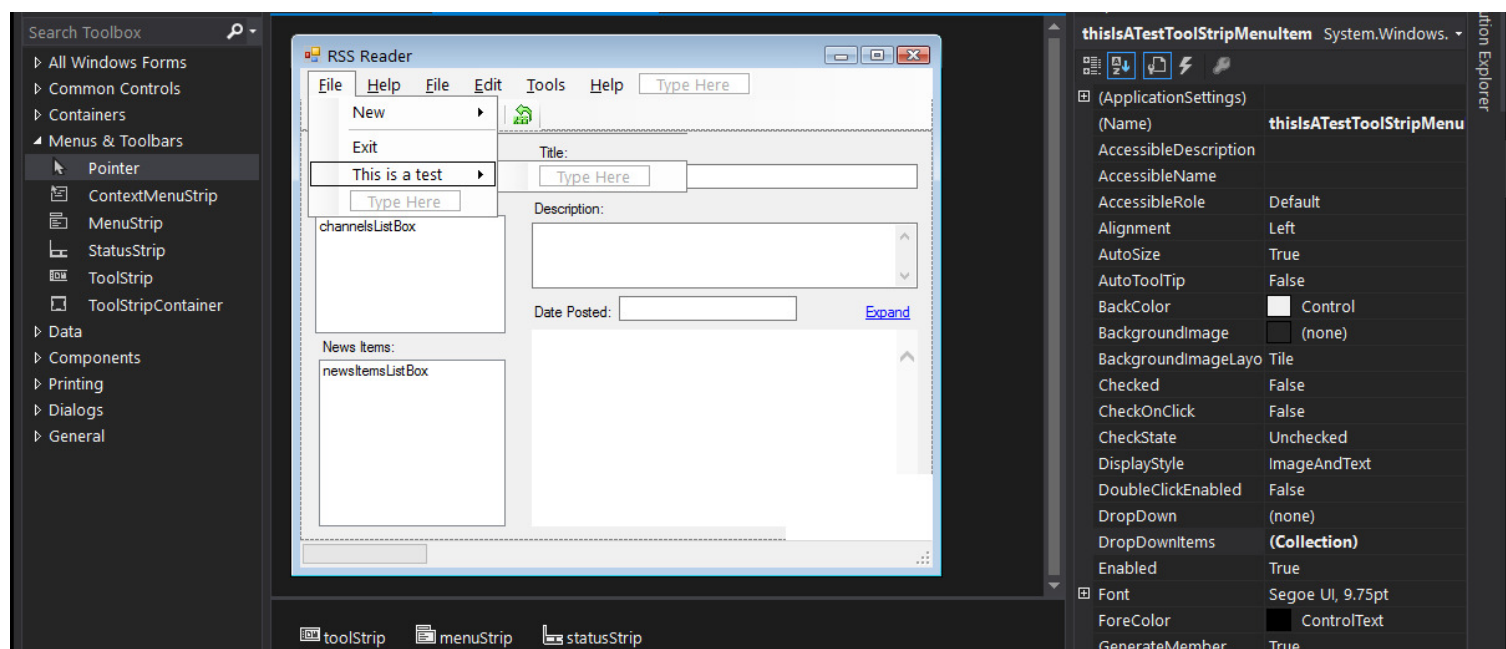 Search Toolbox
All Windows Forms
Common Controls
Containers
Menus & Toolbars
Pointer
ContextMenuStrip
MenuStrip
StatusStrip
ToolStrip
ToolStripContainer
Data
Components
Printing
Dialogs
General
RSS Reader
File Help File Edit Tools Help Type Here
New
Exit
This is a test
Type Here
Type Here
Title:
Description:
channelsListBox
Date Posted:
Expand
News Items:
newsItemsListBox
toolStrip menuStrip statusStrip
thisIsATestToolStripMenuItem System.Windows.
(ApplicationSettings)
(Name) thisIsATestToolStripMenu
AccessibleDescription
AccessibleName
AccessibleRole Default
Alignment Left
AutoSize True
AutoToolTip False
BackColor Control
BackgroundImage (none)
BackgroundImageLayo Tile
Checked False
CheckOnClick False
CheckState Unchecked
DisplayStyle ImageAndText
DoubleClickEnabled False
DropDown (none)
DropDownItems (Collection)
Enabled True
Font Segoe UI, 9.75pt
ForeColor ControlText
GenerateMember True
ution Explorer